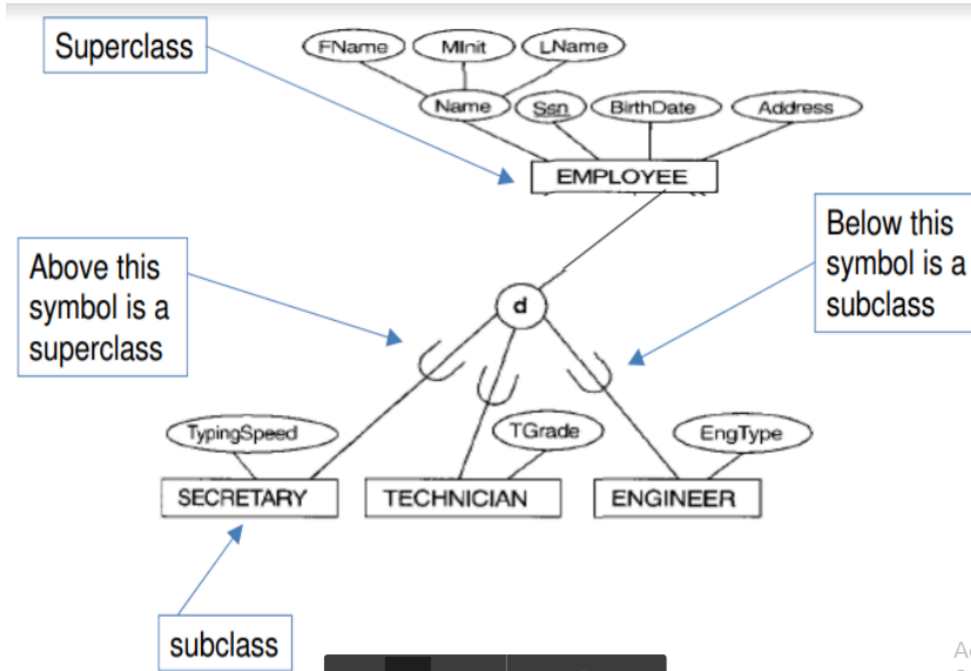 Superclass
FName
MInit
LName
Name
Ssn
BirthDate
Address
EMPLOYEE
Above this
symbol is a
superclass
Below this
symbol is a
subclass
d
TypingSpeed
TGrade
EngType
SECRETARY
TECHNICIAN
ENGINEER
subclass